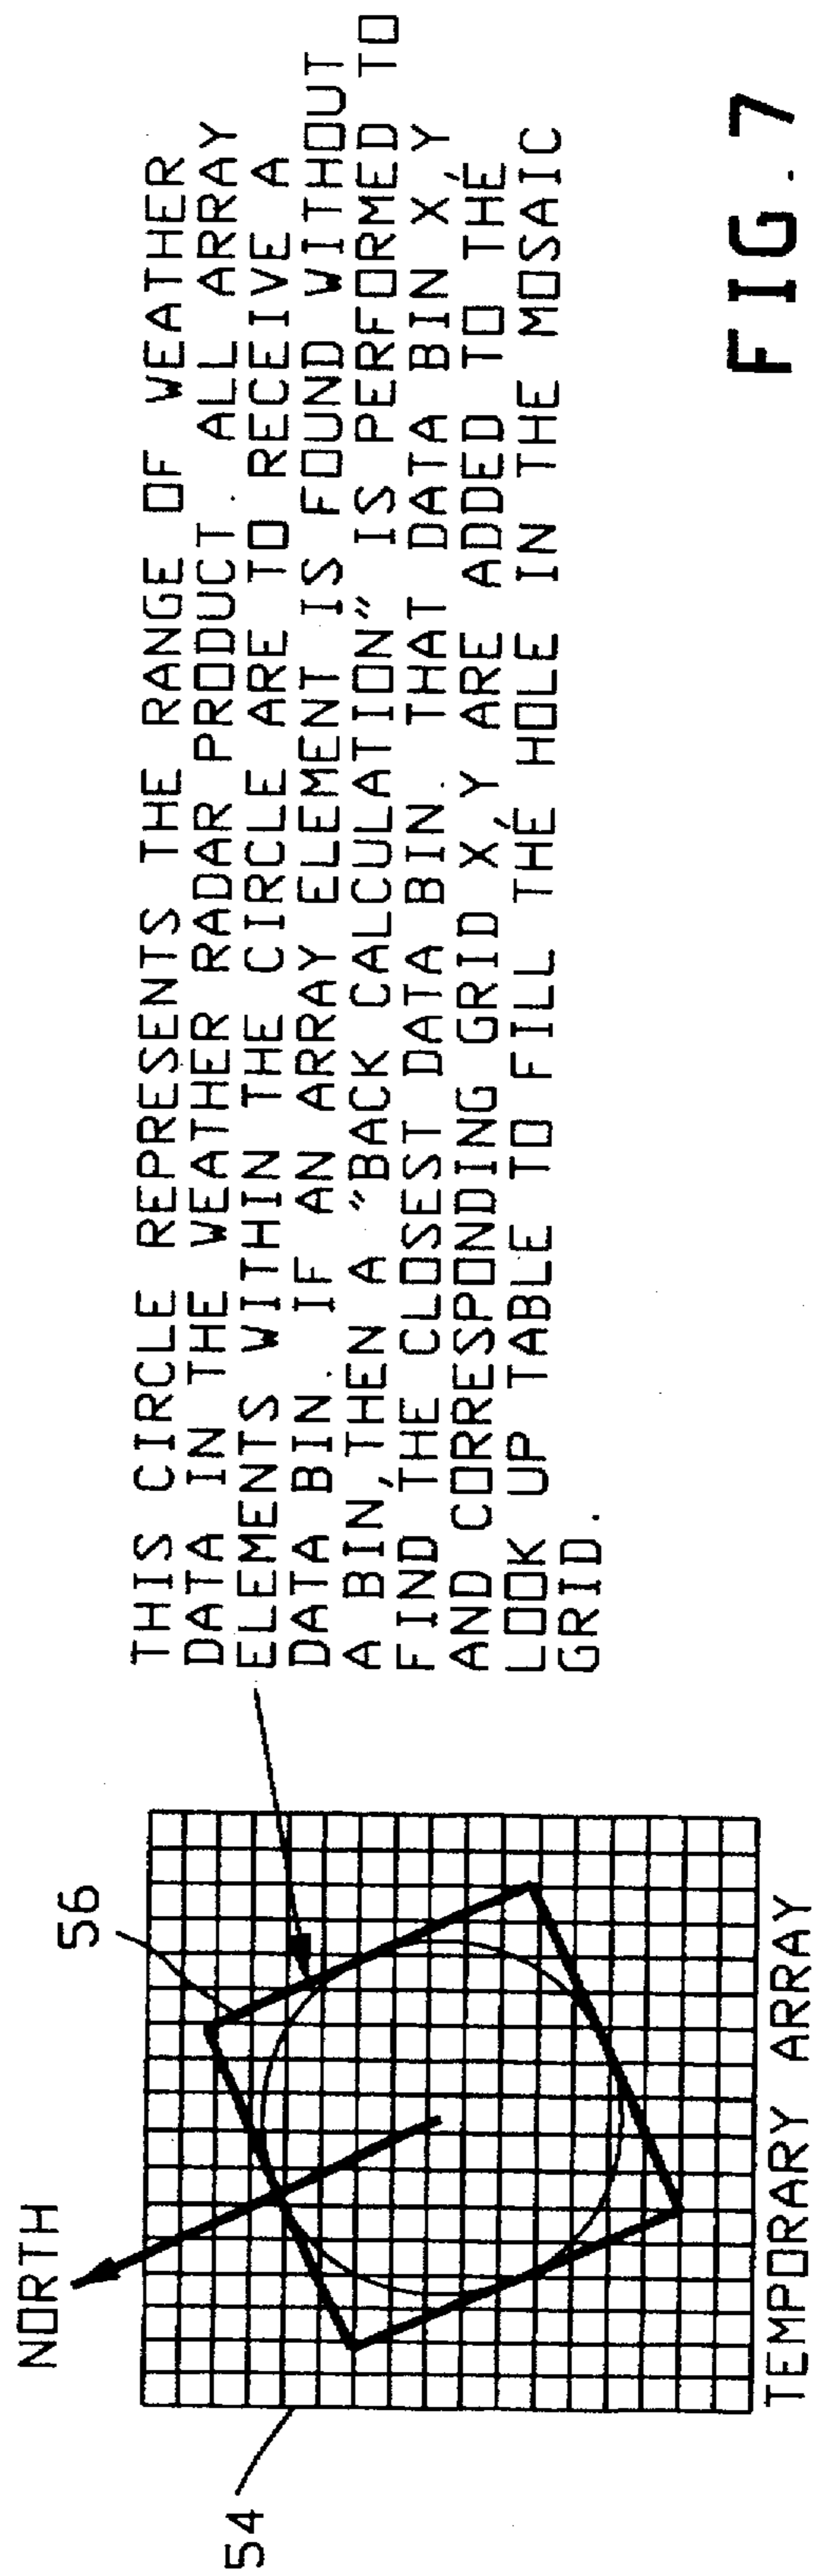 NORTH
54
56
TEMPORARY ARRAY
THIS CIRCLE REPRESENTS THE RANGE OF WEATHER
DATA IN THE WEATHER RADAR PRODUCT. ALL ARRAY
ELEMENTS WITHIN THE CIRCLE ARE TO RECEIVE A
DATA BIN. IF AN ARRAY ELEMENT IS FOUND WITHOUT
A BIN, THEN A "BACK CALCULATION" IS PERFORMED TO
FIND THE CLOSEST DATA BIN. THAT DATA BIN X,Y
AND CORRESPONDING GRID X,Y ARE ADDED TO THE
LOOK UP TABLE TO FILL THE HOLE IN THE MOSAIC
GRID.
FIG. 7